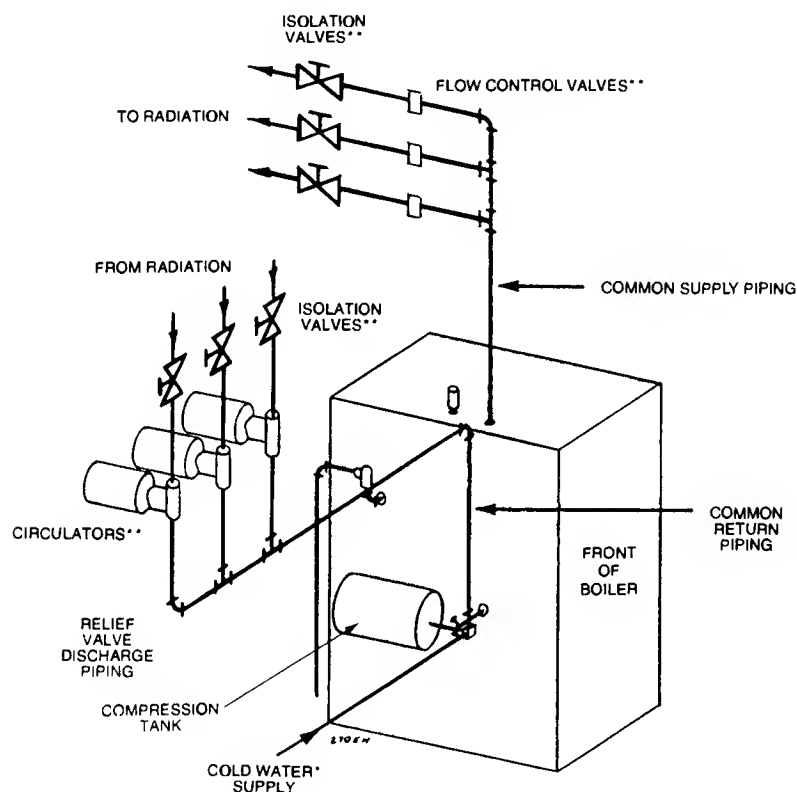 ISOLATION
VALVES**
FLOW CONTROL VALVES**
TO RADIATION
FROM RADIATION
ISOLATION
VALVES**
COMMON SUPPLY PIPING
CIRCULATORS**
COMMON
RETURN
PIPING
FRONT
OF
BOILER
RELIEF
VALVE
DISCHARGE
PIPING
COMPRESSION
TANK
COLD WATER*
SUPPLY